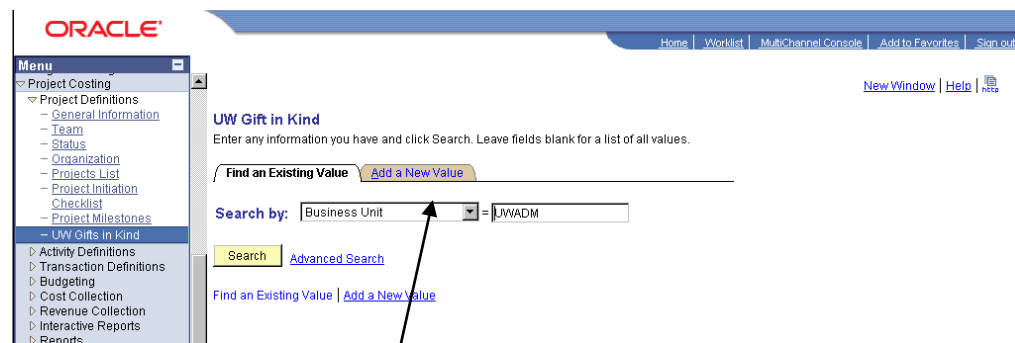 ORACLE
Home | Worklist | MultiChannel Console | Add to Favorites | Sign out
Menu
Project Costing
Project Definitions
General Information
Team
Status
Organization
Projects List
Project Initiation
Checklist
Project Milestones
UW Gifts in Kind
Activity Definitions
Transaction Definitions
Budgeting
Cost Collection
Revenue Collection
Interactive Reports
Reports
New Window | Help | http
UW Gift in Kind
Enter any information you have and click Search. Leave fields blank for a list of all values.
Find an Existing Value Add a New Value
Search by: Business Unit = UWADM
Search Advanced Search
Find an Existing Value | Add a New Value